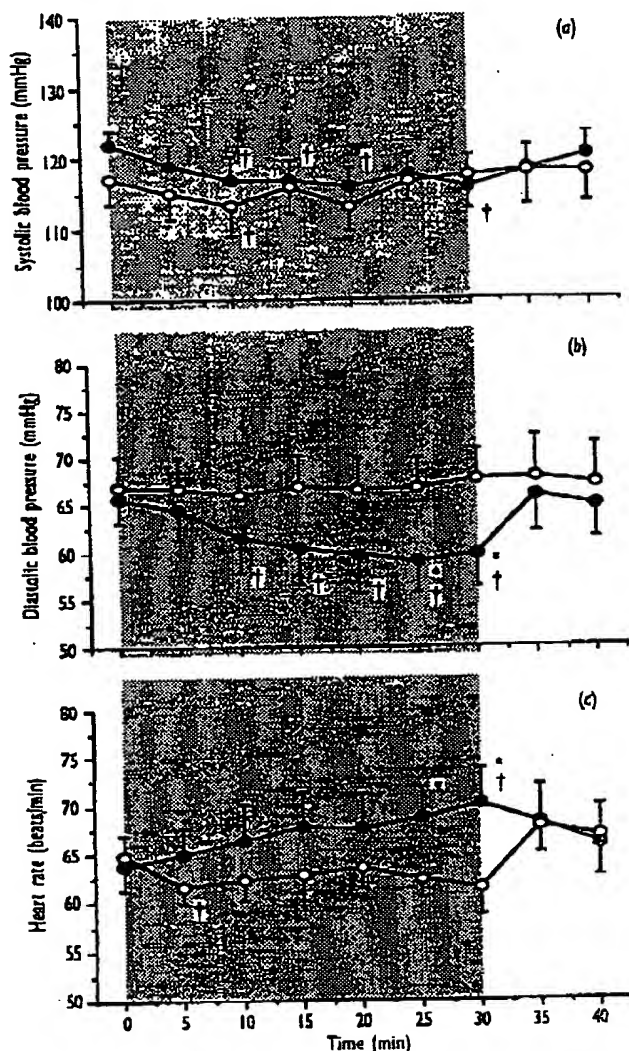 (a)
Systolic blood pressure (mmHg)
140
130
120
110
100
† † †
†
†
(b)
Diastolic blood pressure (mmHg)
80
75
70
65
60
55
50
† † † * † * †
(c)
Heart rate (beats/min)
80
75
70
65
60
55
50
* * †
†
0 5 10 15 20 25 30 35 40
Time (min)